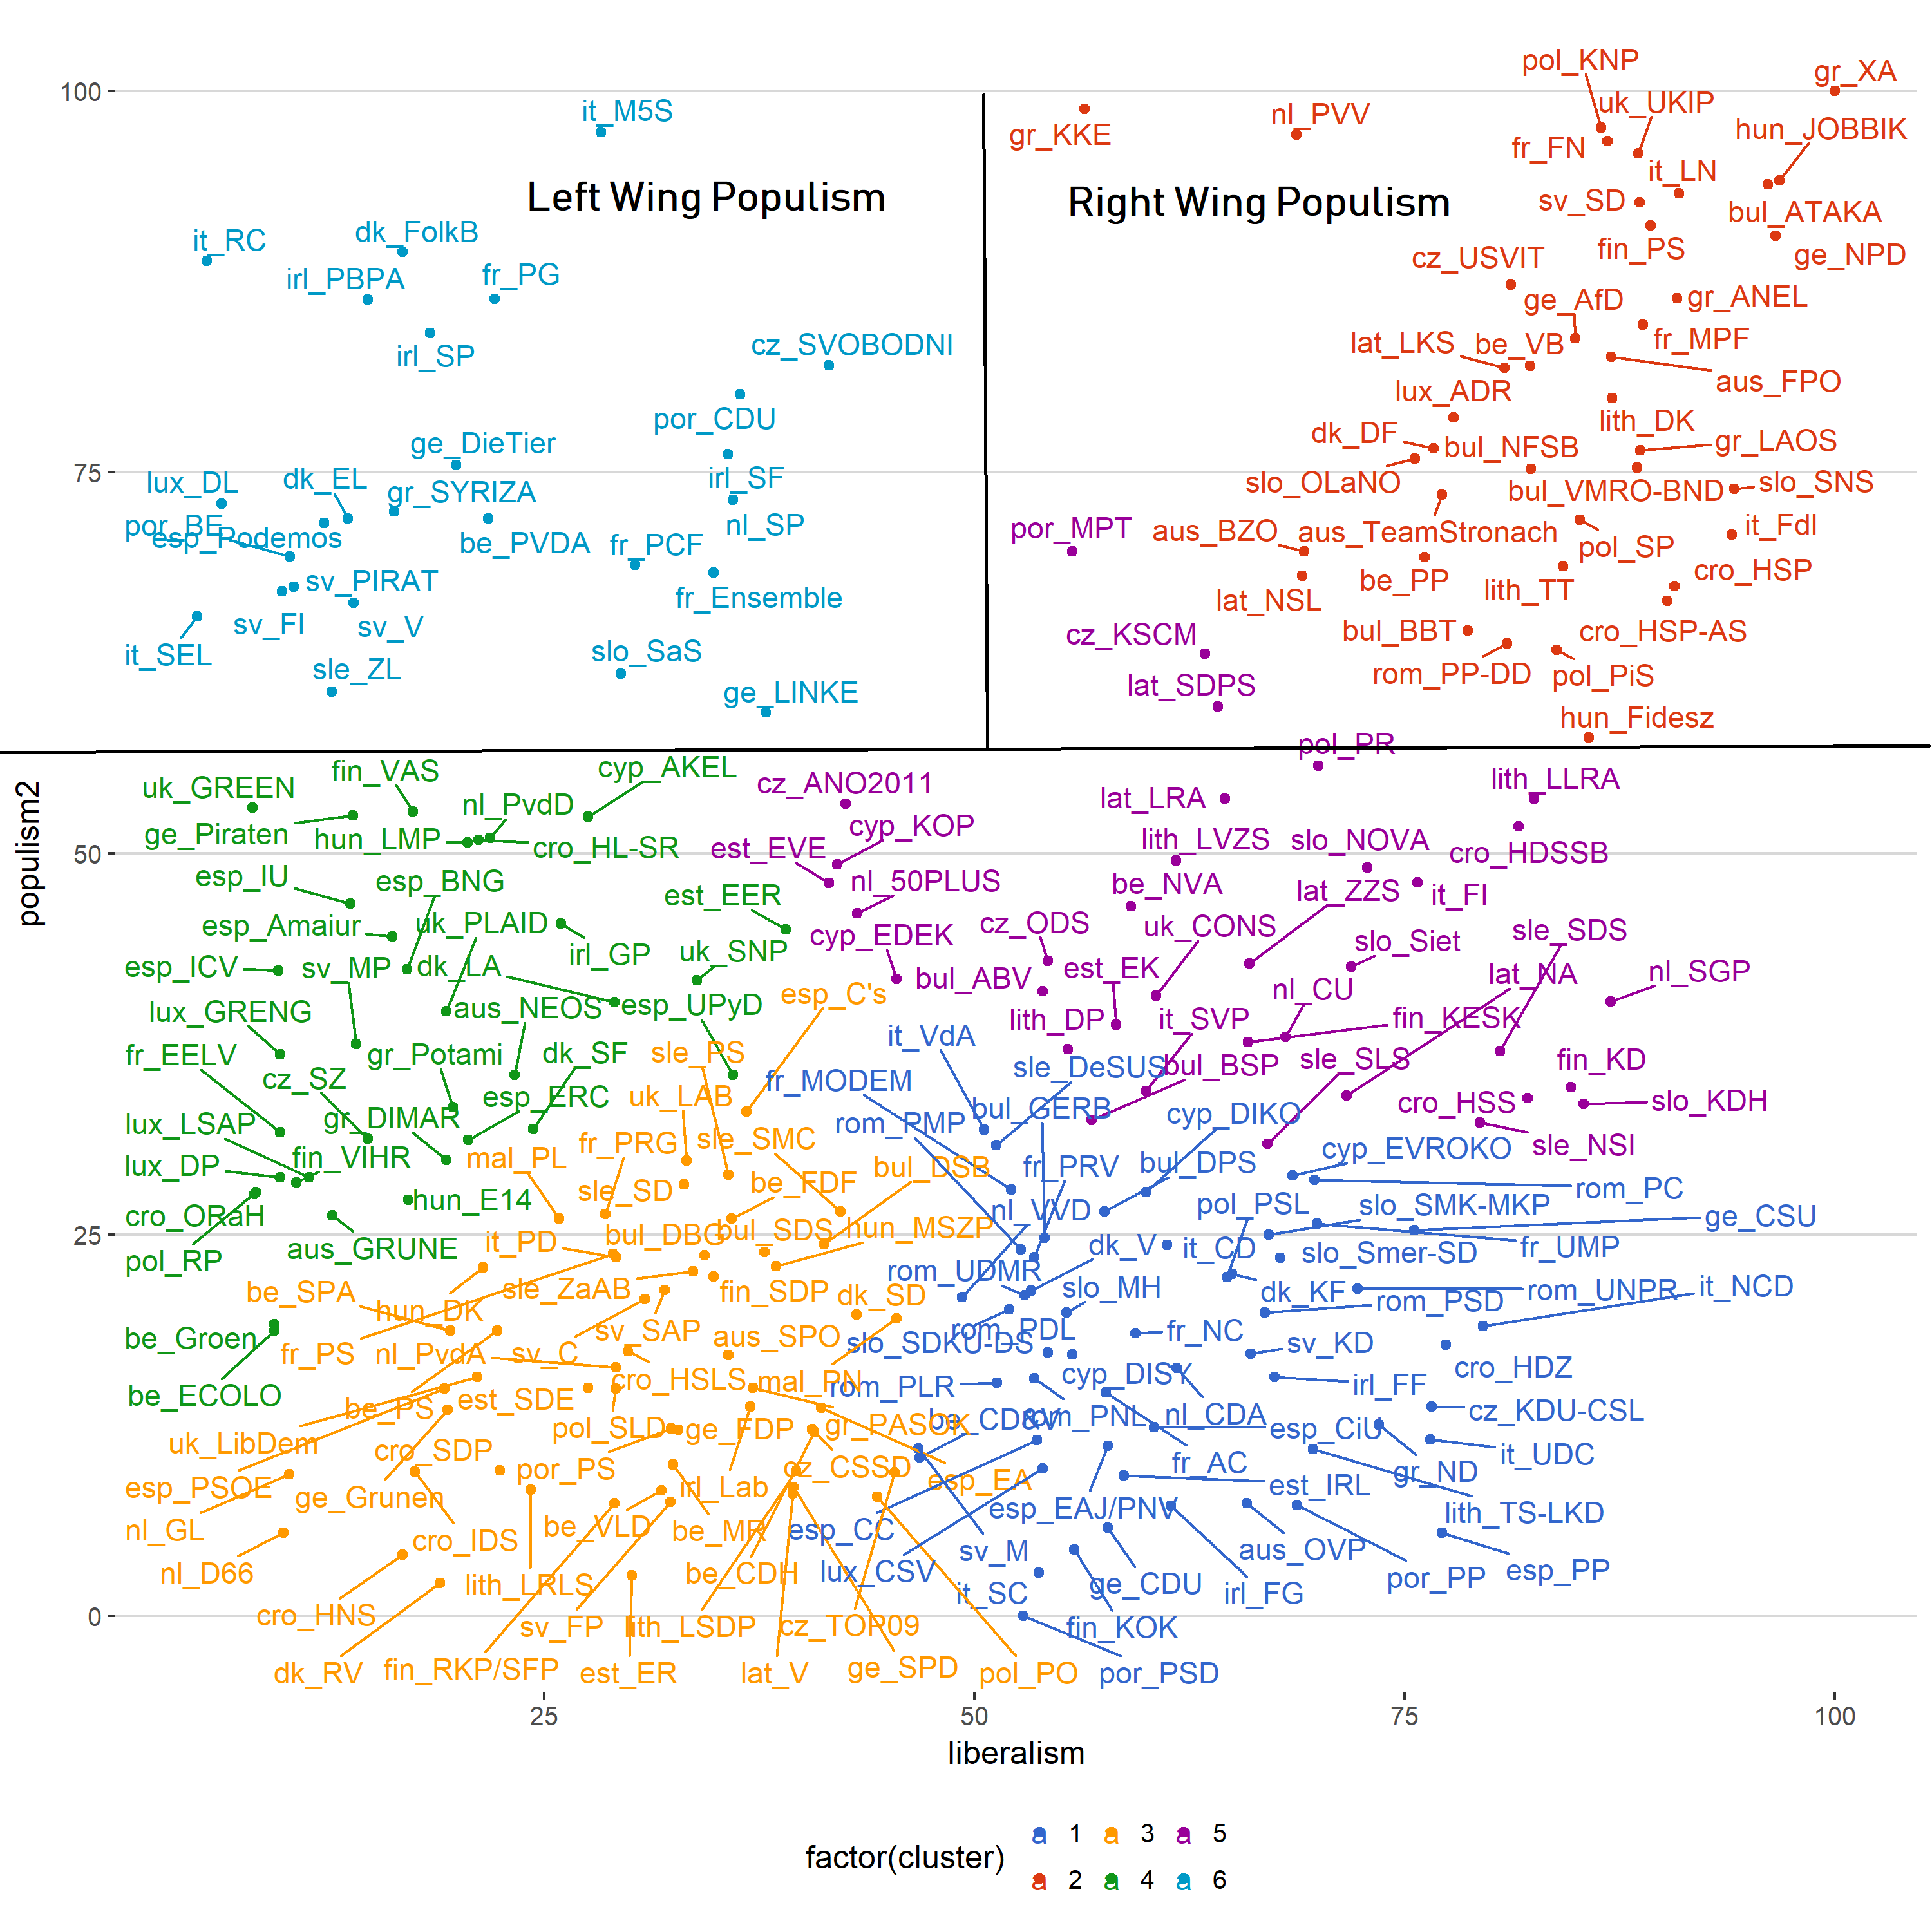 pol_KNP
gr_XA
100
it_M5S
gr_KKE
nl_PVV
uk_UKIP
hun_JOBBIK
fr_FN
it_LN
Left Wing Populism
Right Wing Populism
sv_SD
bul_ATAKA
it_RC
dk_FolkB
fin_PS
ge_NPD
irl_PBPA
fr_PG
cz_USVIT
ge_AfD
gr_ANEL
irl_SP
cz_SVOBODNI
lat_LKS
be_VB
fr_MPF
lux_ADR
aus_FPO
por_CDU
ge_DieTier
dk_DF
bul_NFSB
lith_DK
gr_LAOS
75
lux_DL
dk_EL
gr_SYRIZA
irl_SF
slo_OLaNO
bul_VMRO-BND
slo_SNS
por_BE
esp_Podemos
be_PVDA
fr_PCF
nl_SP
por_MPT
aus_BZO
aus_TeamStronach
pol_SP
it_FdI
sv_PIRAT
fr_Ensemble
lat_NSL
be_PP
lith_TT
cro_HSP
sv_FI
sv_V
it_SEL
sle_ZL
slo_SaS
cz_KSCM
bul_BBT
cro_HSP-AS
ge_LINKE
lat_SDPS
rom_PP-DD
pol_PiS
hun_Fidesz
pol_PR
populism2
uk_GREEN
fin_VAS
cyp_AKEL
cz_ANO2011
lat_LRA
lith_LLRA
ge_Piraten
hun_LMP
nl_PvdD
cro_HL-SR
est_EVE
cyp_KOP
lith_LVZS
slo_NOVA
cro_HDSSB
50
esp_IU
esp_BNG
est_EER
nl_50PLUS
be_NVA
lat_ZZS
it_FI
esp_Amaiur
uk_PLAID
irl_GP
uk_SNP
cyp_EDEK
cz_ODS
uk_CONS
slo_Siet
sle_SDS
esp_ICV
sv_MP
dk_LA
esp_C's
bul_ABV
est_EK
nl_CU
lat_NA
nl_SGP
lux_GRENG
aus_NEOS
esp_UPyD
it_VdA
lith_DP
it_SVP
fin_KESK
fr_EELV
cz_SZ
gr_Potami
dk_SF
sle_PS
fr_MODEM
sle_DeSUS
bul_BSP
sle_SLS
fin_KD
lux_LSAP
gr_DIMAR
esp_ERC
uk_LAB
rom_PMP
bul_GERB
cyp_DIKO
cro_HSS
slo_KDH
lux_DP
fin_VIHR
mal_PL
fr_PRG
sle_SMC
bul_DSB
fr_PRV
bul_DPS
cyp_EVROKO
sle_NSI
cro_ORaH
hun_E14
sle_SD
be_FDF
nl_VVD
pol_PSL
slo_SMK-MKP
rom_PC
ge_CSU
25
pol_RP
aus_GRUNE
it_PD
bul_DBG
bul_SDS
hun_MSZP
dk_V
it_CD
slo_Smer-SD
fr_UMP
be_SPA
hun_DK
sle_ZaAB
fin_SDP
dk_SD
rom_UDMR
slo_MH
dk_KF
rom_PSD
rom_UNPR
it_NCD
be_Groen
fr_PS
nl_PvdA
sv_C
sv_SAP
aus_SPO
slo_SDKU-DS
rom_PDL
fr_NC
sv_KD
cro_HDZ
be_ECOLO
be_PS
est_SDE
cro_HSLS
mal_PN
rom_PLR
cyp_DISY
irl_FF
uk_LibDem
cro_SDP
pol_SLD
ge_FDP
gr_PASOK
be_CD&V
rom_PNL
nl_CDA
esp_CiU
cz_KDU-CSL
esp_PSOE
ge_Grunen
por_PS
irl_Lab
cz_CSSD
esp_EA
fr_AC
gr_ND
it_UDC
nl_GL
cro_IDS
be_VLD
be_MR
esp_CC
esp_EAJ/PNV
est_IRL
lith_TS-LKD
nl_D66
lith_LRLS
be_CDH
lux_CSV
sv_M
ge_CDU
aus_OVP
por_PP
esp_PP
0
cro_HNS
sv_FP
lith_LSDP
cz_TOP09
it_SC
fin_KOK
irl_FG
dk_RV
fin_RKP/SFP
est_ER
lat_V
ge_SPD
pol_PO
por_PSD
25
50
75
100
liberalism
factor(cluster)
a 1
a 3
a 5
a 2
a 4
a 6